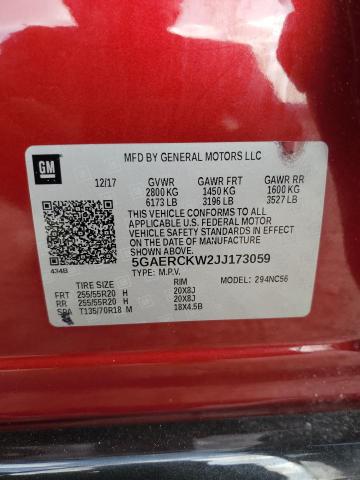 GM
MFD BY GENERAL MOTORS LLC
12/17 GVWR GAWR FRT GAWR RR
2800 KG 1450 KG 1600 KG
6173 LB 3196 LB 3527 LB
THIS VEHICLE CONFORMS TO ALL
APPLICABLE U.S. FEDERAL MOTOR
VEHICLE SAFETY STANDARDS IN EFFECT
ON THE DATE OF MANUFACTURE
SHOWN ABOVE.
434B
5GAERCKW2JJ173059
TYPE: M.P.V. MODEL: 294NC56
TIRE SIZE RIM
FRT 255/55R20 H 20X8J
RR 255/55R20 H 20X8J
SPA T135/70R18 M 18X4.5B